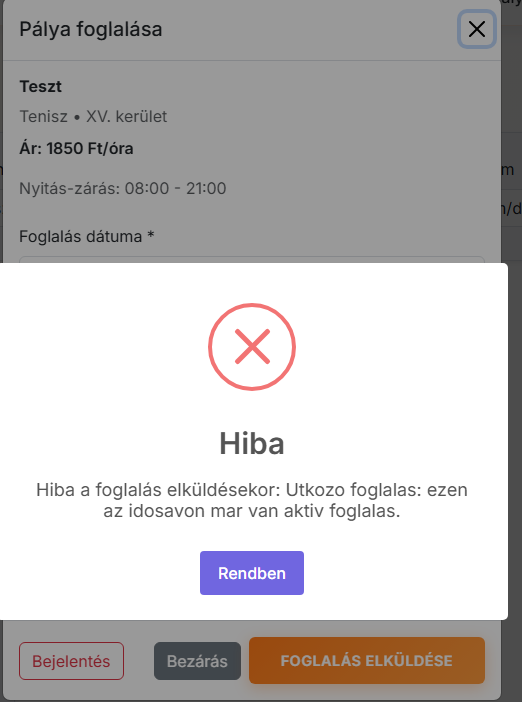 Pálya foglalása
Teszt
Tenisz • XV. kerület
Ár: 1850 Ft/óra
Nyitás-zárás: 08:00 - 21:00
Foglalás dátuma *
Hiba
Hiba a foglalás elküldésekor: Utkozo foglalas: ezen
az idosavon mar van aktiv foglalas.
Rendben
Bejelentés
Bezárás
FOGLALÁS ELKÜLDÉSE